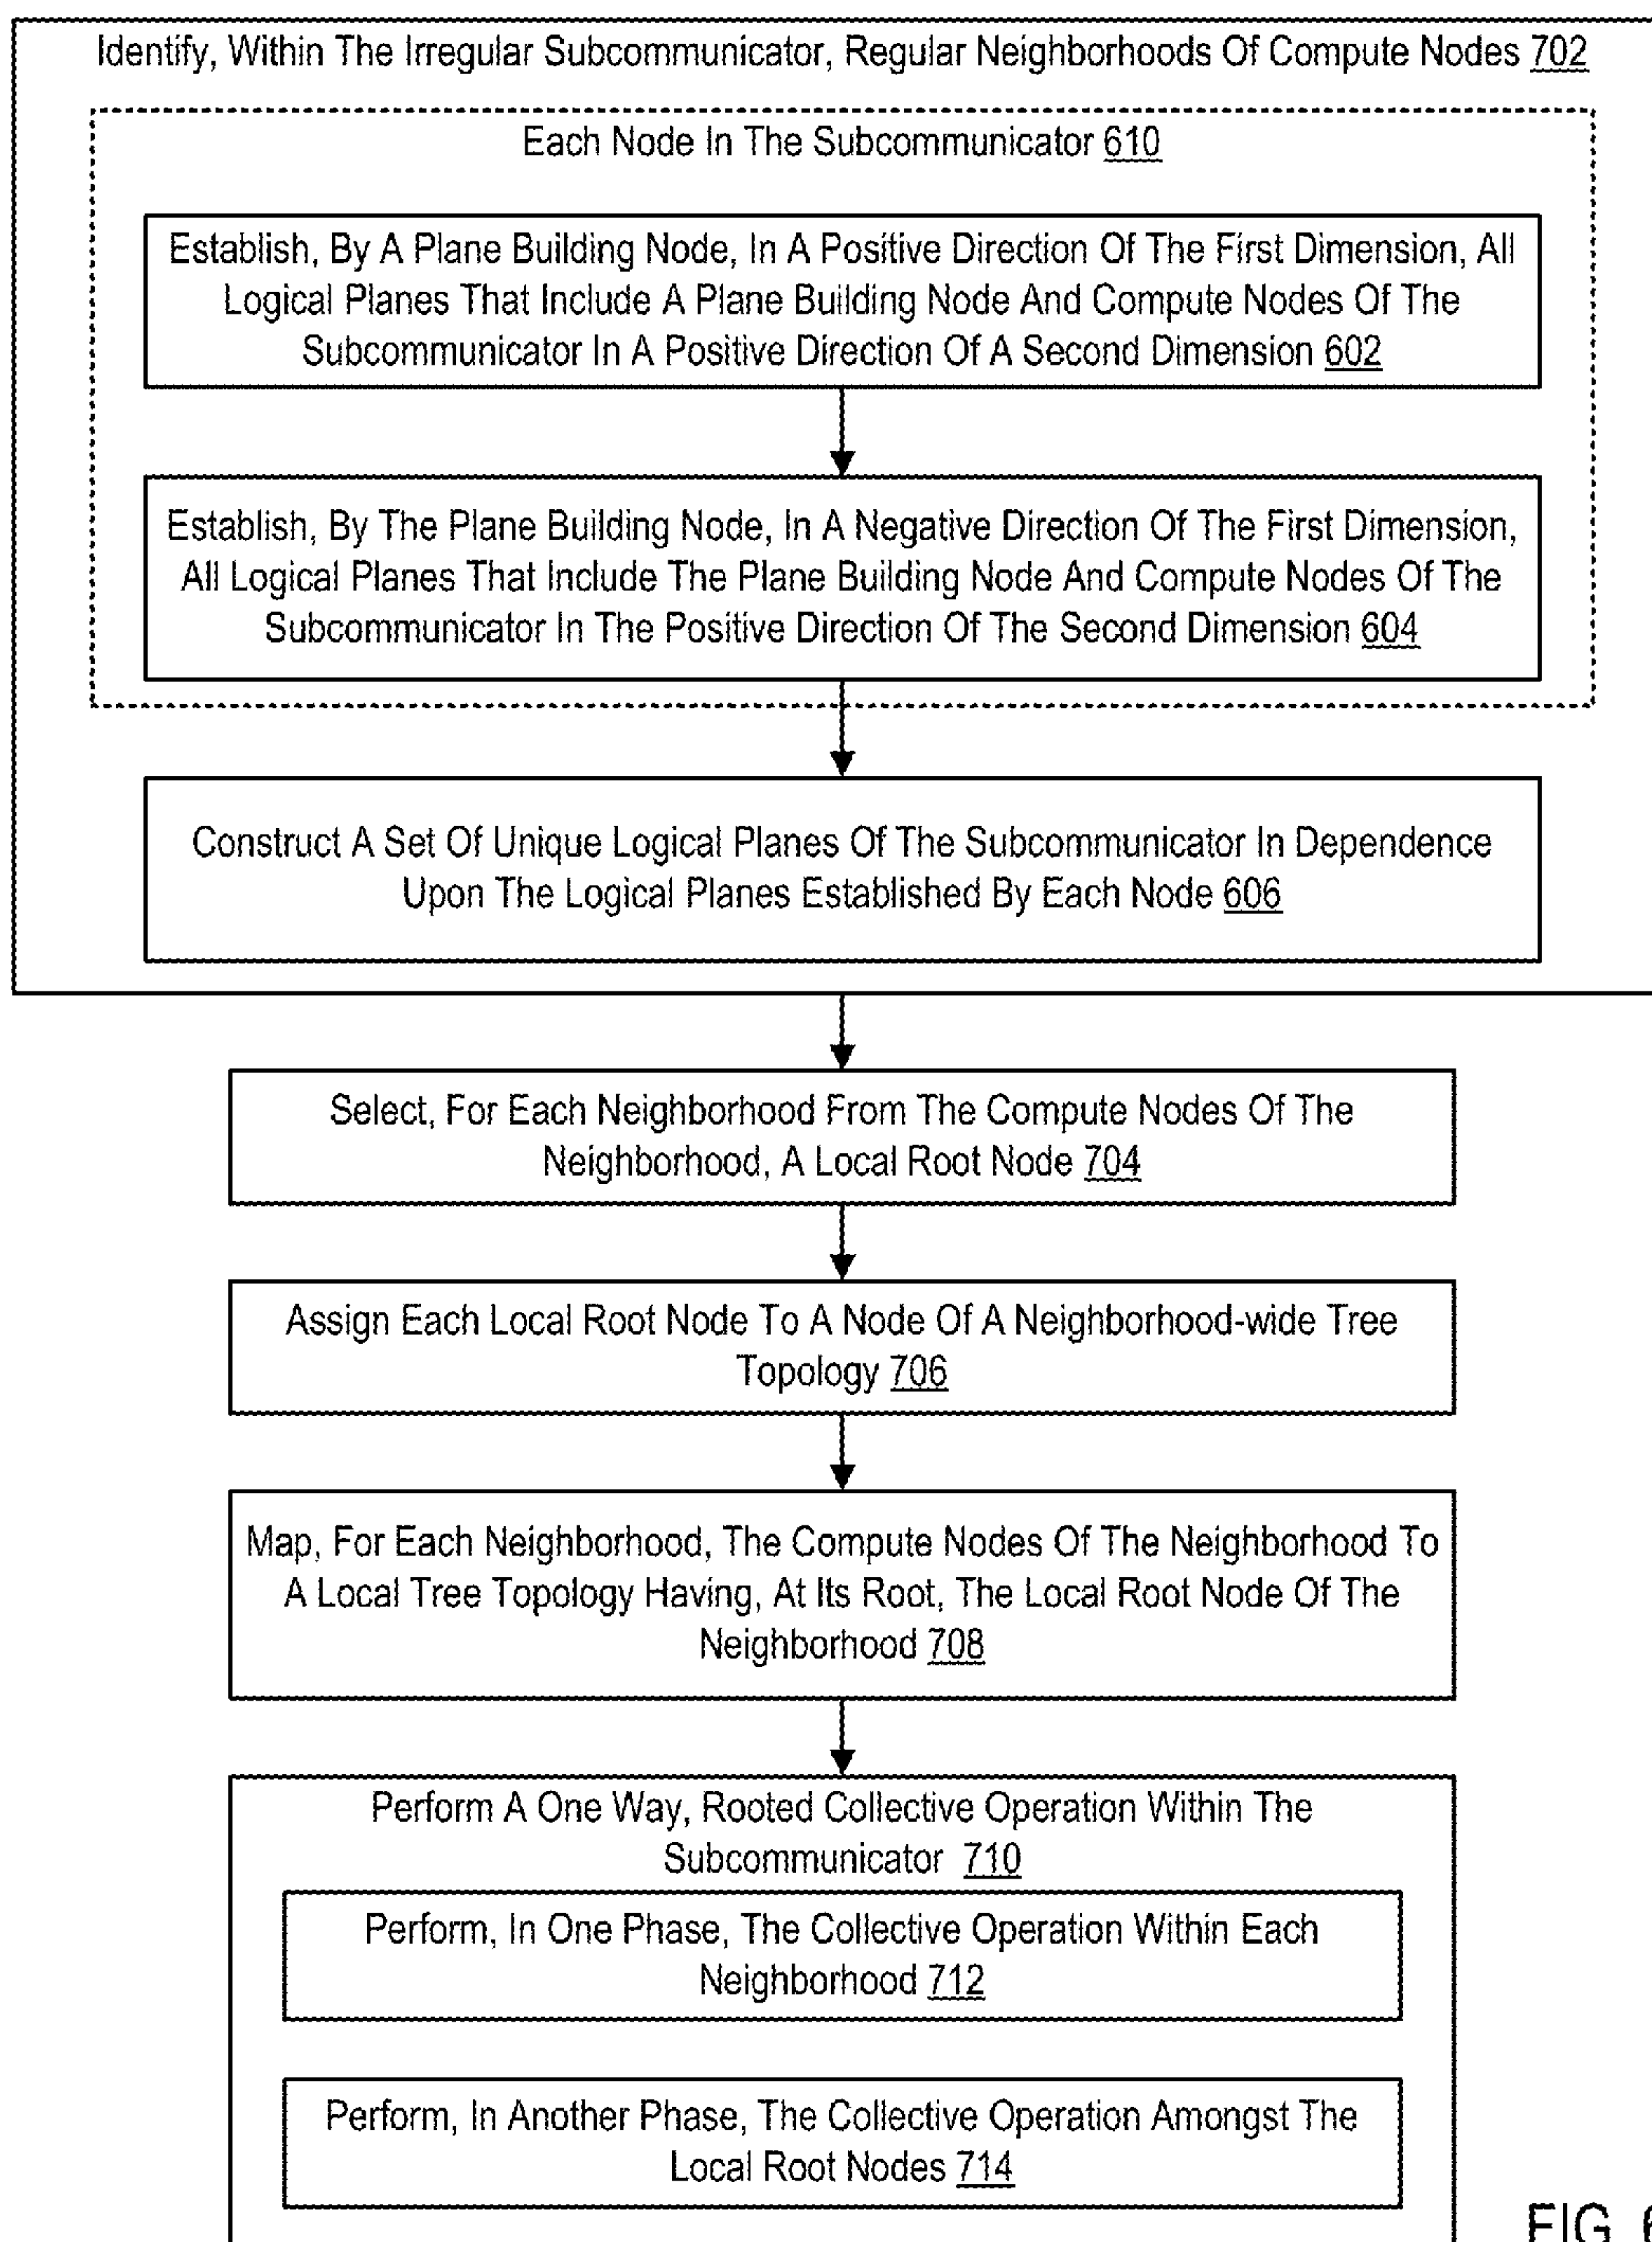 Identify, Within The Irregular Subcommunicator, Regular Neighborhoods Of Compute Nodes 702
Each Node In The Subcommunicator 610
Establish, By A Plane Building Node, In A Positive Direction Of The First Dimension, All
Logical Planes That Include A Plane Building Node And Compute Nodes Of The
Subcommunicator In A Positive Direction Of A Second Dimension 602
Establish, By The Plane Building Node, In A Negative Direction Of The First Dimension,
All Logical Planes That Include The Plane Building Node And Compute Nodes Of The
Subcommunicator In The Positive Direction Of The Second Dimension 604
Construct A Set Of Unique Logical Planes Of The Subcommunicator In Dependence
Upon The Logical Planes Established By Each Node 606
Select, For Each Neighborhood From The Compute Nodes Of The
Neighborhood, A Local Root Node 704
Assign Each Local Root Node To A Node Of A Neighborhood-wide Tree
Topology 706
Map, For Each Neighborhood, The Compute Nodes Of The Neighborhood To
A Local Tree Topology Having, At Its Root, The Local Root Node Of The
Neighborhood 708
Perform A One Way, Rooted Collective Operation Within The
Subcommunicator 710
Perform, In One Phase, The Collective Operation Within Each
Neighborhood 712
Perform, In Another Phase, The Collective Operation Amongst The
Local Root Nodes 714
FIG. 6